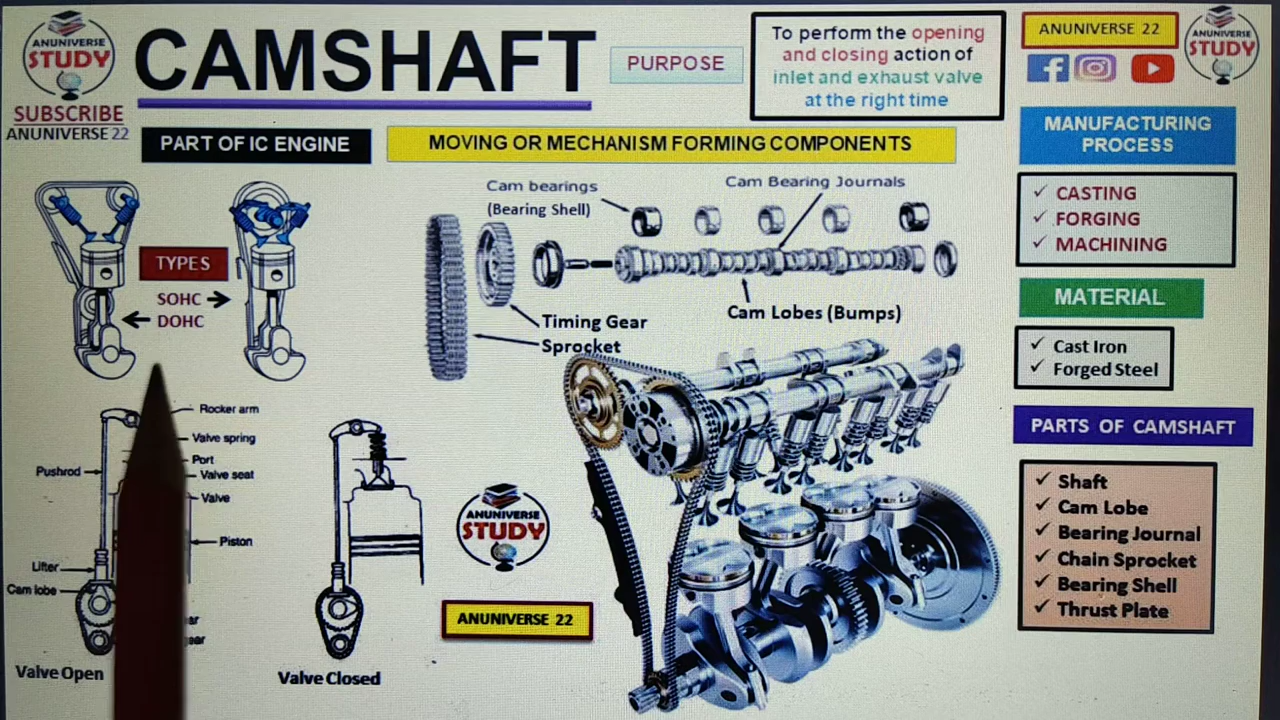 ANUNIVERSE
STUDY
SUBSCRIBE
ANUNIVERSE 22
CAMSHAFT
PURPOSE
To perform the opening
and closing action of
inlet and exhaust valve
at the right time
ANUNIVERSE 22
ANUNIVERSE
STUDY
PART OF IC ENGINE
MOVING OR MECHANISM FORMING COMPONENTS
MANUFACTURING
PROCESS
✓ CASTING
✓ FORGING
✓ MACHINING
TYPES
SOHC
DOHC
Cam bearings
(Bearing Shell)
Cam Bearing Journals
Timing Gear
Sprocket
Cam Lobes (Bumps)
MATERIAL
✓ Cast Iron
✓ Forged Steel
PARTS OF CAMSHAFT
✓ Shaft
✓ Cam Lobe
✓ Bearing Journal
✓ Chain Sprocket
✓ Bearing Shell
✓ Thrust Plate
Rocker arm
Valve spring
Port
Pushrod
Valve seat
Valve
Piston
Lifter
Cam lobe
Valve Open
Valve Closed
ANUNIVERSE
STUDY
ANUNIVERSE 22